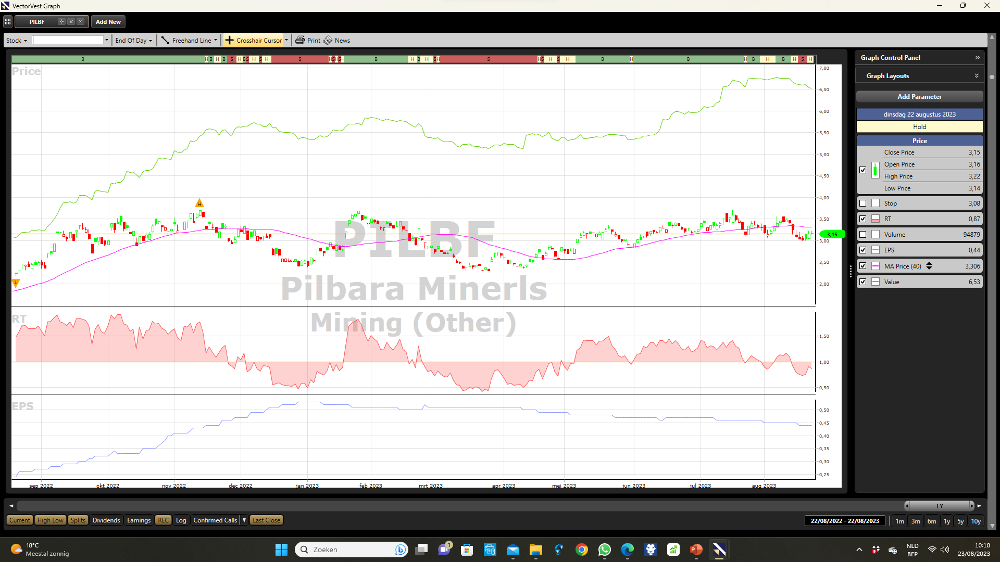 VectorVest Graph
PILBF Add New
Stock End Of Day Freehand Line Crosshair Cursor Print News
B H B H B S H B S H S H S H S H S H B H B H S H S H S H S H B H B H B H B H S H
Price
7,00
6,50
6,00
5,50
5,00
4,50
4,00
3,50
3,15
3,00
2,50
2,00
H
L
PILBF
Pilbara Minerls
Mining (Other)
RT
1,50
1,00
0,50
EPS
0,50
0,45
0,40
0,35
0,30
0,25
sep 2022 okt 2022 nov 2022 dec 2022 jan 2023 feb 2023 mrt 2023 apr 2023 mei 2023 jun 2023 jul 2023 aug 2023
Graph Control Panel
Graph Layouts
Add Parameter
dinsdag 22 augustus 2023
Hold
Price
Close Price 3,15
Open Price 3,16
High Price 3,22
Low Price 3,14
Stop 3,08
RT 0,87
Volume 94879
EPS 0,44
MA Price (40) 3,306
Value 6,53
1 Y
Current High Low Splits Dividends Earnings REC Log Confirmed Calls Last Close
22/08/2022 - 22/08/2023 1m 3m 6m 1y 5y 10y
18°C
Meestal zonnig
Zoeken
1
9
NLD
BEP
10:10
23/08/2023